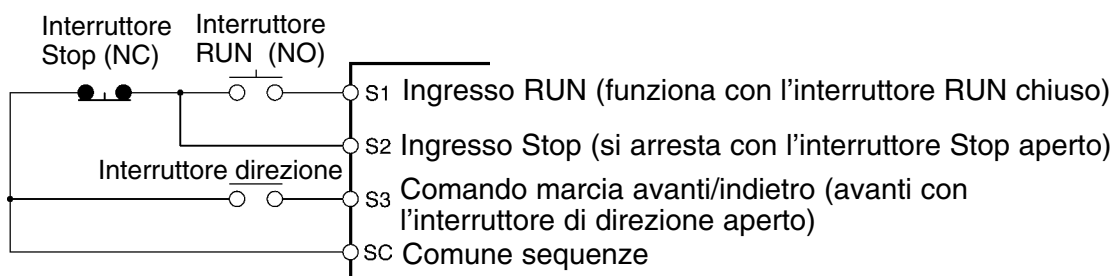 Interruttore
Stop (NC)
Interruttore
RUN (NO)
S1 Ingresso RUN (funziona con l'interruttore RUN chiuso)
S2 Ingresso Stop (si arresta con l'interruttore Stop aperto)
Interruttore direzione
S3 Comando marcia avanti/indietro (avanti con
l'interruttore di direzione aperto)
SC Comune sequenze